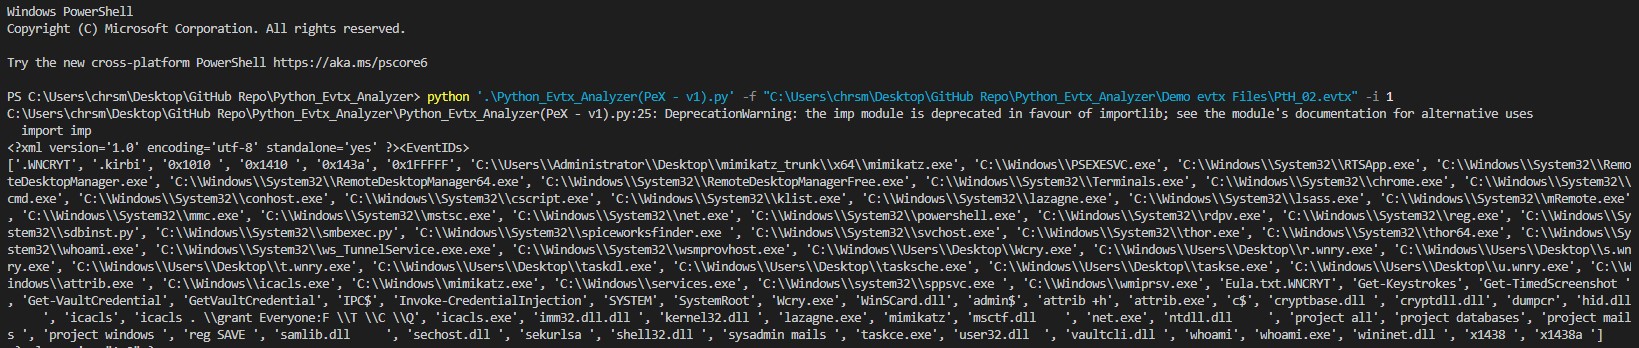 Windows PowerShell
Copyright (C) Microsoft Corporation. All rights reserved.
Try the new cross-platform PowerShell https://aka.ms/pscore6
PS C:\Users\chrsm\Desktop\GitHub Repo\Python_Evtx_Analyzer> python '.\Python_Evtx_Analyzer(PeX - v1).py' -f "C:\Users\chrsm\Desktop\GitHub Repo\Python_Evtx_Analyzer\Demo evtx Files\PtH_02.evtx" -i 1
C:\Users\chrsm\Desktop\GitHub Repo\Python_Evtx_Analyzer\Python_Evtx_Analyzer(PeX - v1).py:25: DeprecationWarning: the imp module is deprecated in favour of importlib; see the module's documentation for alternative uses
  import imp
<?xml version='1.0' encoding='utf-8' standalone='yes' ?><EventIDs>
['.WNCRYT', '.kirbi', '0x1010 ', '0x1410 ', '0x143a', '0x1FFFFF', 'C:\\Users\\Administrator\\Desktop\\mimikatz_trunk\\x64\\mimikatz.exe', 'C:\\Windows\\PSEXESVC.exe', 'C:\\Windows\\System32\\RTSApp.exe', 'C:\\Windows\\System32\\Remo
teDesktopManager.exe', 'C:\\Windows\\System32\\RemoteDesktopManager64.exe', 'C:\\Windows\\System32\\RemoteDesktopManagerFree.exe', 'C:\\Windows\\System32\\Terminals.exe', 'C:\\Windows\\System32\\chrome.exe', 'C:\\Windows\\System32\\
cmd.exe', 'C:\\Windows\\System32\\conhost.exe', 'C:\\Windows\\System32\\cscript.exe', 'C:\\Windows\\System32\\klist.exe', 'C:\\Windows\\System32\\lazagne.exe', 'C:\\Windows\\System32\\lsass.exe', 'C:\\Windows\\System32\\mRemote.exe'
, 'C:\\Windows\\System32\\mmc.exe', 'C:\\Windows\\System32\\mstsc.exe', 'C:\\Windows\\System32\\net.exe', 'C:\\Windows\\System32\\powershell.exe', 'C:\\Windows\\System32\\rdpv.exe', 'C:\\Windows\\System32\\reg.exe', 'C:\\Windows\\Sy
stem32\\sdbinst.py', 'C:\\Windows\\System32\\smbexec.py', 'C:\\Windows\\System32\\spiceworksfinder.exe ', 'C:\\Windows\\System32\\svchost.exe', 'C:\\Windows\\System32\\thor.exe', 'C:\\Windows\\System32\\thor64.exe', 'C:\\Windows\\Sy
stem32\\whoami.exe', 'C:\\Windows\\System32\\ws_TunnelService.exe.exe', 'C:\\Windows\\System32\\wsmprovhost.exe', 'C:\\Windows\\Users\\Desktop\\Wcry.exe', 'C:\\Windows\\Users\\Desktop\\r.wnry.exe', 'C:\\Windows\\Users\\Desktop\\s.wn
ry.exe', 'C:\\Windows\\Users\\Desktop\\t.wnry.exe', 'C:\\Windows\\Users\\Desktop\\taskdl.exe', 'C:\\Windows\\Users\\Desktop\\tasksche.exe', 'C:\\Windows\\Users\\Desktop\\taskse.exe', 'C:\\Windows\\Users\\Desktop\\u.wnry.exe', 'C:\\W
indows\\attrib.exe ', 'C:\\Windows\\icacls.exe', 'C:\\Windows\\mimikatz.exe', 'C:\\Windows\\services.exe', 'C:\\Windows\\system32\\sppsvc.exe ', 'C:\\Windows\\wmiprsv.exe', 'Eula.txt.WNCRYT', 'Get-Keystrokes', 'Get-TimedScreenshot '
, 'Get-VaultCredential', 'GetVaultCredential', 'IPC$', 'Invoke-CredentialInjection', 'SYSTEM', 'SystemRoot', 'Wcry.exe', 'WinSCard.dll', 'admin$', 'attrib +h', 'attrib.exe', 'c$', 'cryptbase.dll ', 'cryptdll.dll', 'dumpcr', 'hid.dll
     ', 'icacls', 'icacls . \\grant Everyone:F \\T \\C \\Q', 'icacls.exe', 'imm32.dll.dll ', 'kernel32.dll ', 'lazagne.exe', 'mimikatz', 'msctf.dll    ', 'net.exe', 'ntdll.dll     ', 'project all', 'project databases', 'project mail
s ', 'project windows ', 'reg SAVE ', 'samlib.dll     ', 'sechost.dll ', 'sekurlsa ', 'shell32.dll ', 'sysadmin mails ', 'taskce.exe', 'user32.dll  ', 'vaultcli.dll ', 'whoami', 'whoami.exe', 'wininet.dll ', 'x1438 ', 'x1438a ']